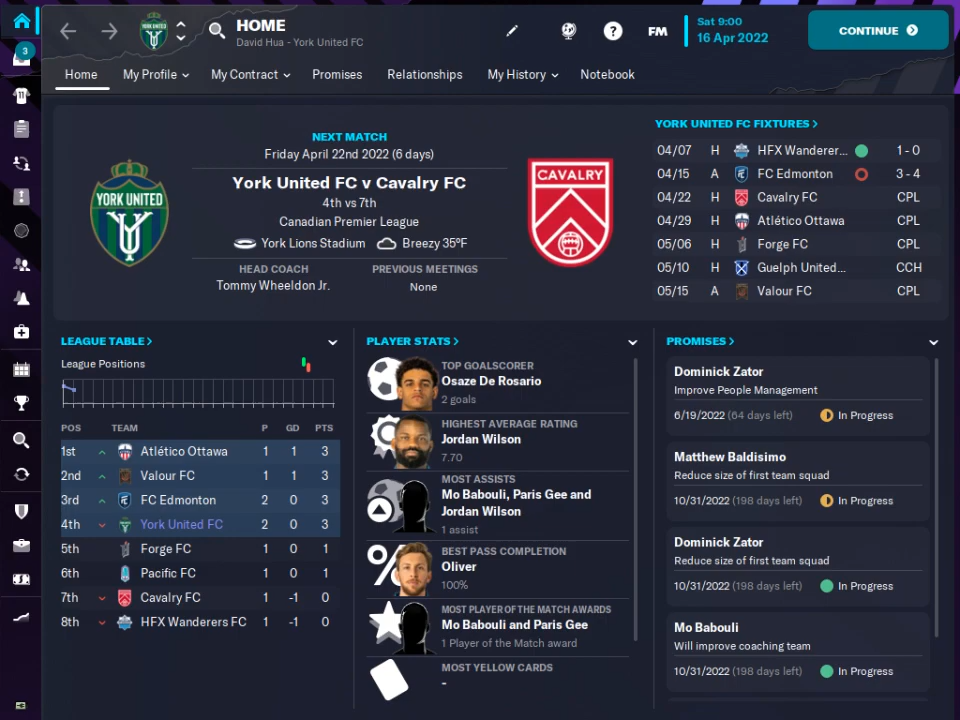 YORK UNITED
HOME
David Hua - York United FC
?
FM
Sat 9:00
16 Apr 2022
CONTINUE
3
11
Home
My Profile
My Contract
Promises
Relationships
My History
Notebook
NEXT MATCH
Friday April 22nd 2022 (6 days)
York United FC v Cavalry FC
4th vs 7th
Canadian Premier League
York Lions Stadium
Breezy 35ºF
HEAD COACH
Tommy Wheeldon Jr.
PREVIOUS MEETINGS
None
YORK UNITED
CAVALRY
YORK UNITED FC FIXTURES
04/07 H HFX Wanderer... 1 - 0
04/15 A FC Edmonton 3 - 4
04/22 H Cavalry FC CPL
04/29 H Atlético Ottawa CPL
05/06 H Forge FC CPL
05/10 H Guelph United... CCH
05/15 A Valour FC CPL
LEAGUE TABLE
League Positions
POS TEAM P GD PTS
1st Atlético Ottawa 1 1 3
2nd Valour FC 1 1 3
3rd FC Edmonton 2 0 3
4th York United FC 2 0 3
5th Forge FC 1 0 1
6th Pacific FC 1 0 1
7th Cavalry FC 1 -1 0
8th HFX Wanderers FC 1 -1 0
PLAYER STATS
TOP GOALSCORER
Osaze De Rosario
2 goals
HIGHEST AVERAGE RATING
Jordan Wilson
7.70
MOST ASSISTS
Mo Babouli, Paris Gee and
Jordan Wilson
1 assist
%
BEST PASS COMPLETION
Oliver
100%
MOST PLAYER OF THE MATCH AWARDS
Mo Babouli and Paris Gee
1 Player of the Match award
MOST YELLOW CARDS
-
PROMISES
Dominick Zator
Improve People Management
6/19/2022 (64 days left) In Progress
Matthew Baldisimo
Reduce size of first team squad
10/31/2022 (198 days left) In Progress
Dominick Zator
Reduce size of first team squad
10/31/2022 (198 days left) In Progress
Mo Babouli
Will improve coaching team
10/31/2022 (198 days left) In Progress